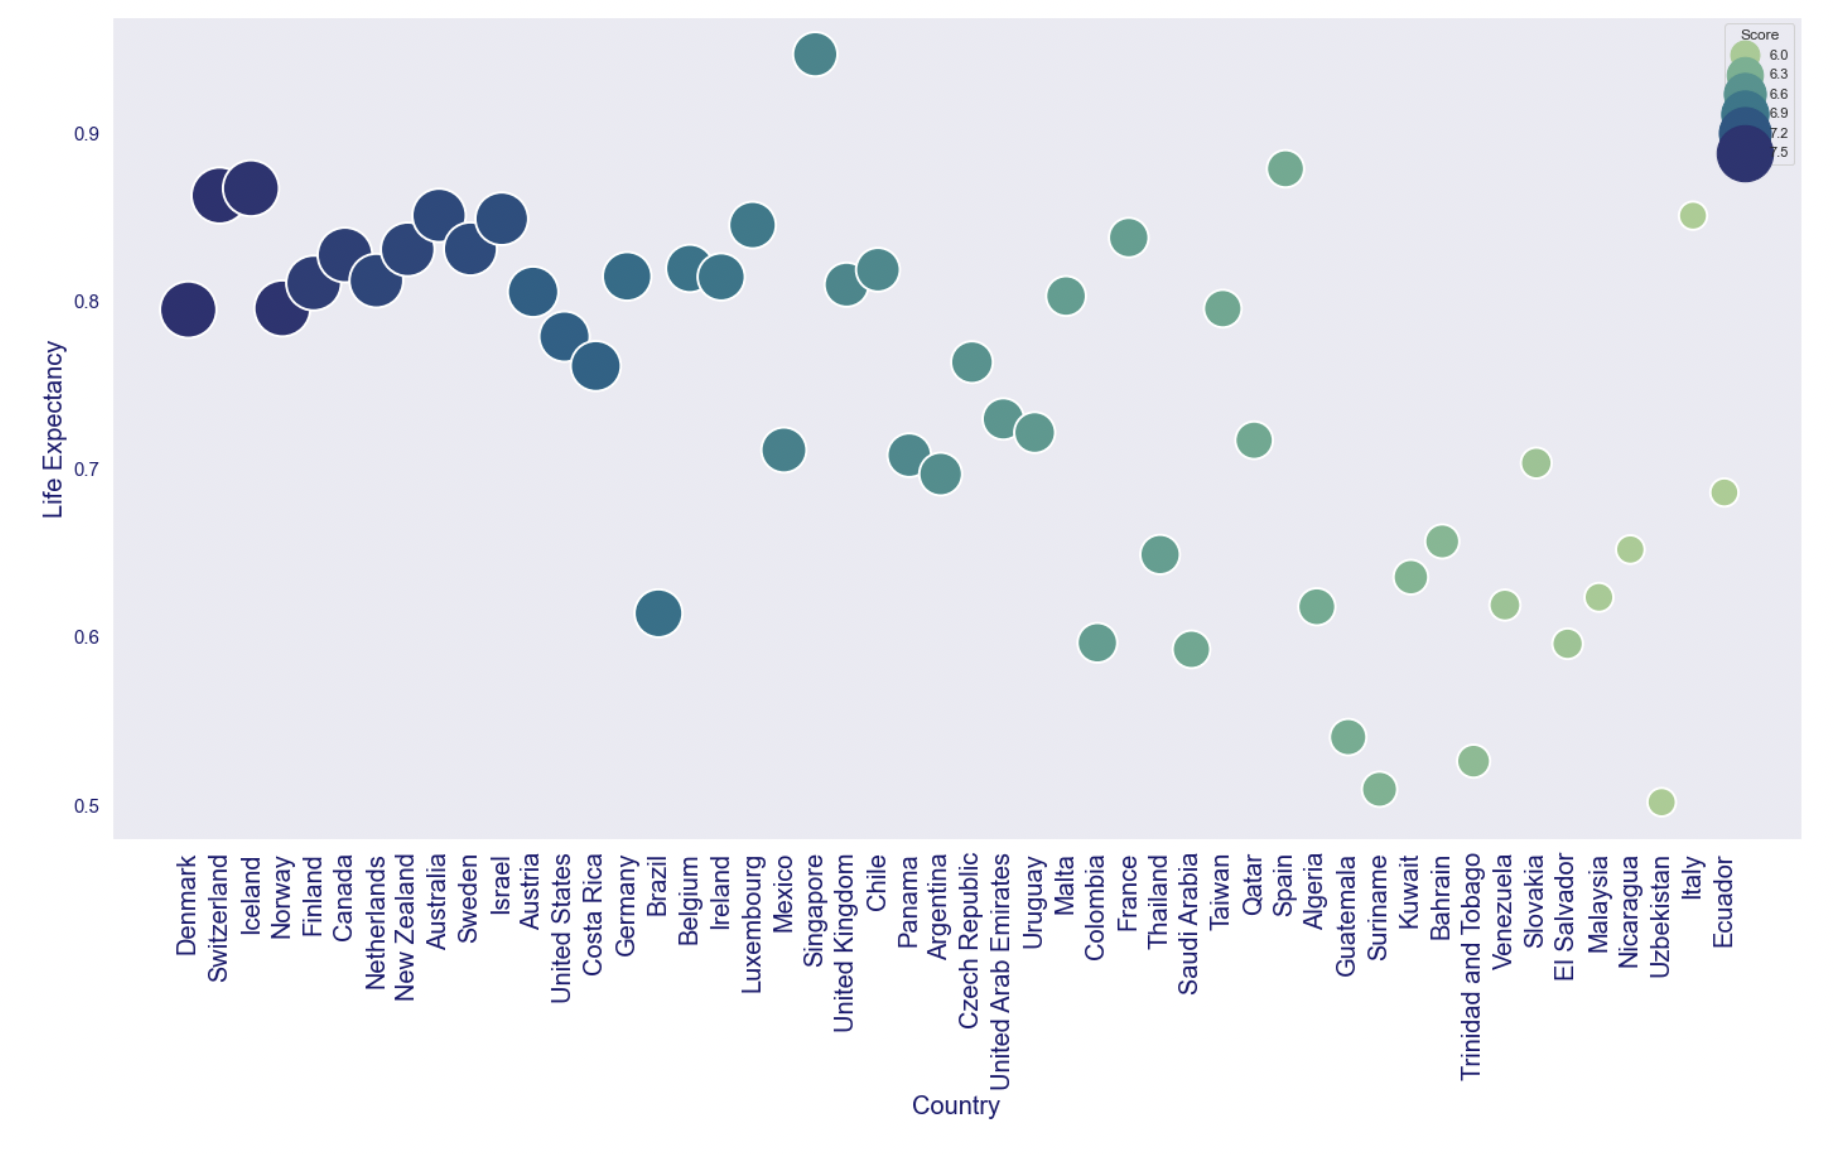 Score
6.0
6.3
6.6
6.9
7.2
7.5
0.9
0.8
0.7
0.6
0.5
Life Expectancy
Denmark
Switzerland
Iceland
Norway
Finland
Canada
Netherlands
New Zealand
Australia
Sweden
Israel
Austria
United States
Costa Rica
Germany
Brazil
Belgium
Ireland
Luxembourg
Mexico
Singapore
United Kingdom
Chile
Panama
Argentina
Czech Republic
United Arab Emirates
Uruguay
Malta
Colombia
France
Thailand
Saudi Arabia
Taiwan
Qatar
Spain
Algeria
Guatemala
Suriname
Kuwait
Bahrain
Trinidad and Tobago
Venezuela
Slovakia
El Salvador
Malaysia
Nicaragua
Uzbekistan
Italy
Ecuador
Country